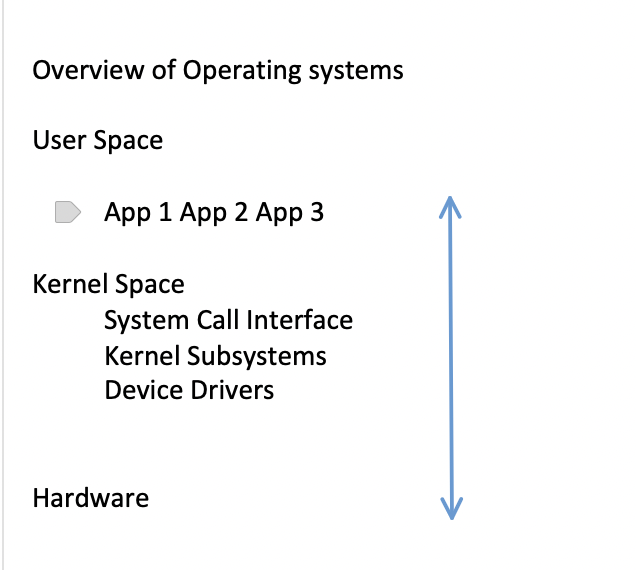 Overview of Operating systems
User Space
App 1 App 2 App 3
Kernel Space
System Call Interface
Kernel Subsystems
Device Drivers
Hardware